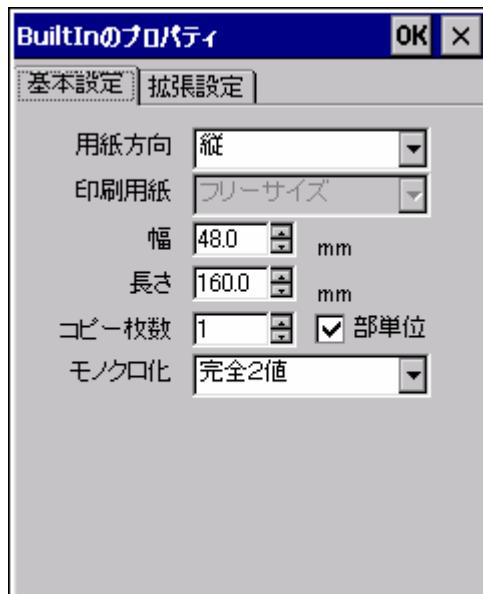 BuiltInのプロパティ OK ×
基本設定 拡張設定
用紙方向 縦
印刷用紙 フリーサイズ
幅 48.0 mm
長さ 160.0 mm
コピー枚数 1 部単位
モノクロ化 完全2値